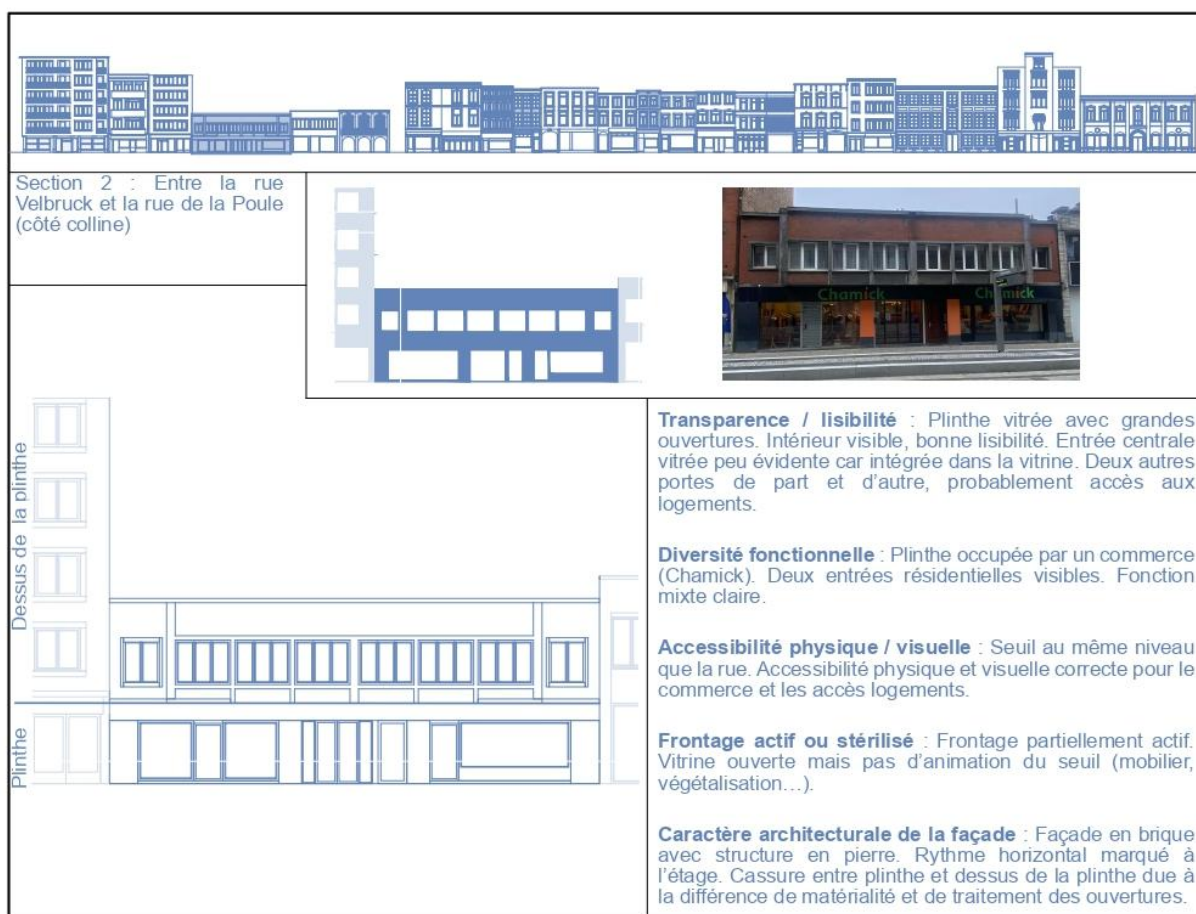 Section 2 : Entre la rue
Velbruck et la rue de la Poule
(côté colline)
Chamick
Chamick
Dessus de la plinthe
Plinthe
Transparence / lisibilité : Plinthe vitrée avec grandes
ouvertures. Intérieur visible, bonne lisibilité. Entrée centrale
vitrée peu évidente car intégrée dans la vitrine. Deux autres
portes de part et d'autre, probablement accès aux
logements.
Diversité fonctionnelle : Plinthe occupée par un commerce
(Chamick). Deux entrées résidentielles visibles. Fonction
mixte claire.
Accessibilité physique / visuelle : Seuil au même niveau
que la rue. Accessibilité physique et visuelle correcte pour le
commerce et les accès logements.
Frontage actif ou stérilisé : Frontage partiellement actif.
Vitrine ouverte mais pas d'animation du seuil (mobilier,
végétalisation…).
Caractère architecturale de la façade : Façade en brique
avec structure en pierre. Rythme horizontal marqué à
l'étage. Cassure entre plinthe et dessus de la plinthe due à
la différence de matérialité et de traitement des ouvertures.